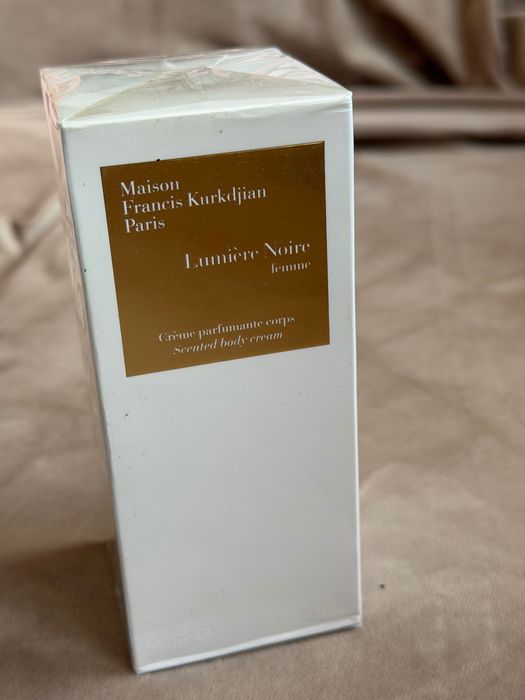 Maison
Francis Kurkdjian
Paris
Lumière Noire
femme
Crème parfumante corps
Scented body cream